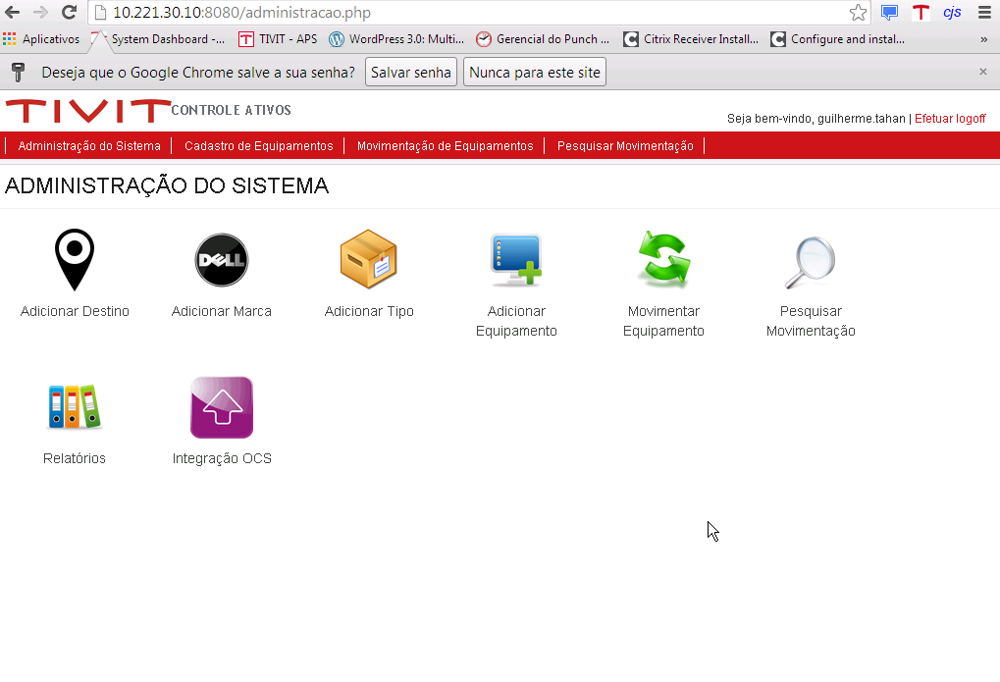 10.221.30.10:8080/administracao.php
cjs
Aplicativos System Dashboard -... TIVIT - APS WordPress 3.0: Multi... Gerencial do Punch ... Citrix Receiver Install... Configure and instal... »
Deseja que o Google Chrome salve a sua senha? Salvar senha Nunca para este site ×
TIVIT CONTROLE ATIVOS
Seja bem-vindo, guilherme.tahan | Efetuar logoff
Administração do Sistema Cadastro de Equipamentos Movimentação de Equipamentos Pesquisar Movimentação
ADMINISTRAÇÃO DO SISTEMA
DELL
Adicionar Destino Adicionar Marca Adicionar Tipo Adicionar Equipamento Movimentar Equipamento Pesquisar Movimentação
Relatórios Integração OCS